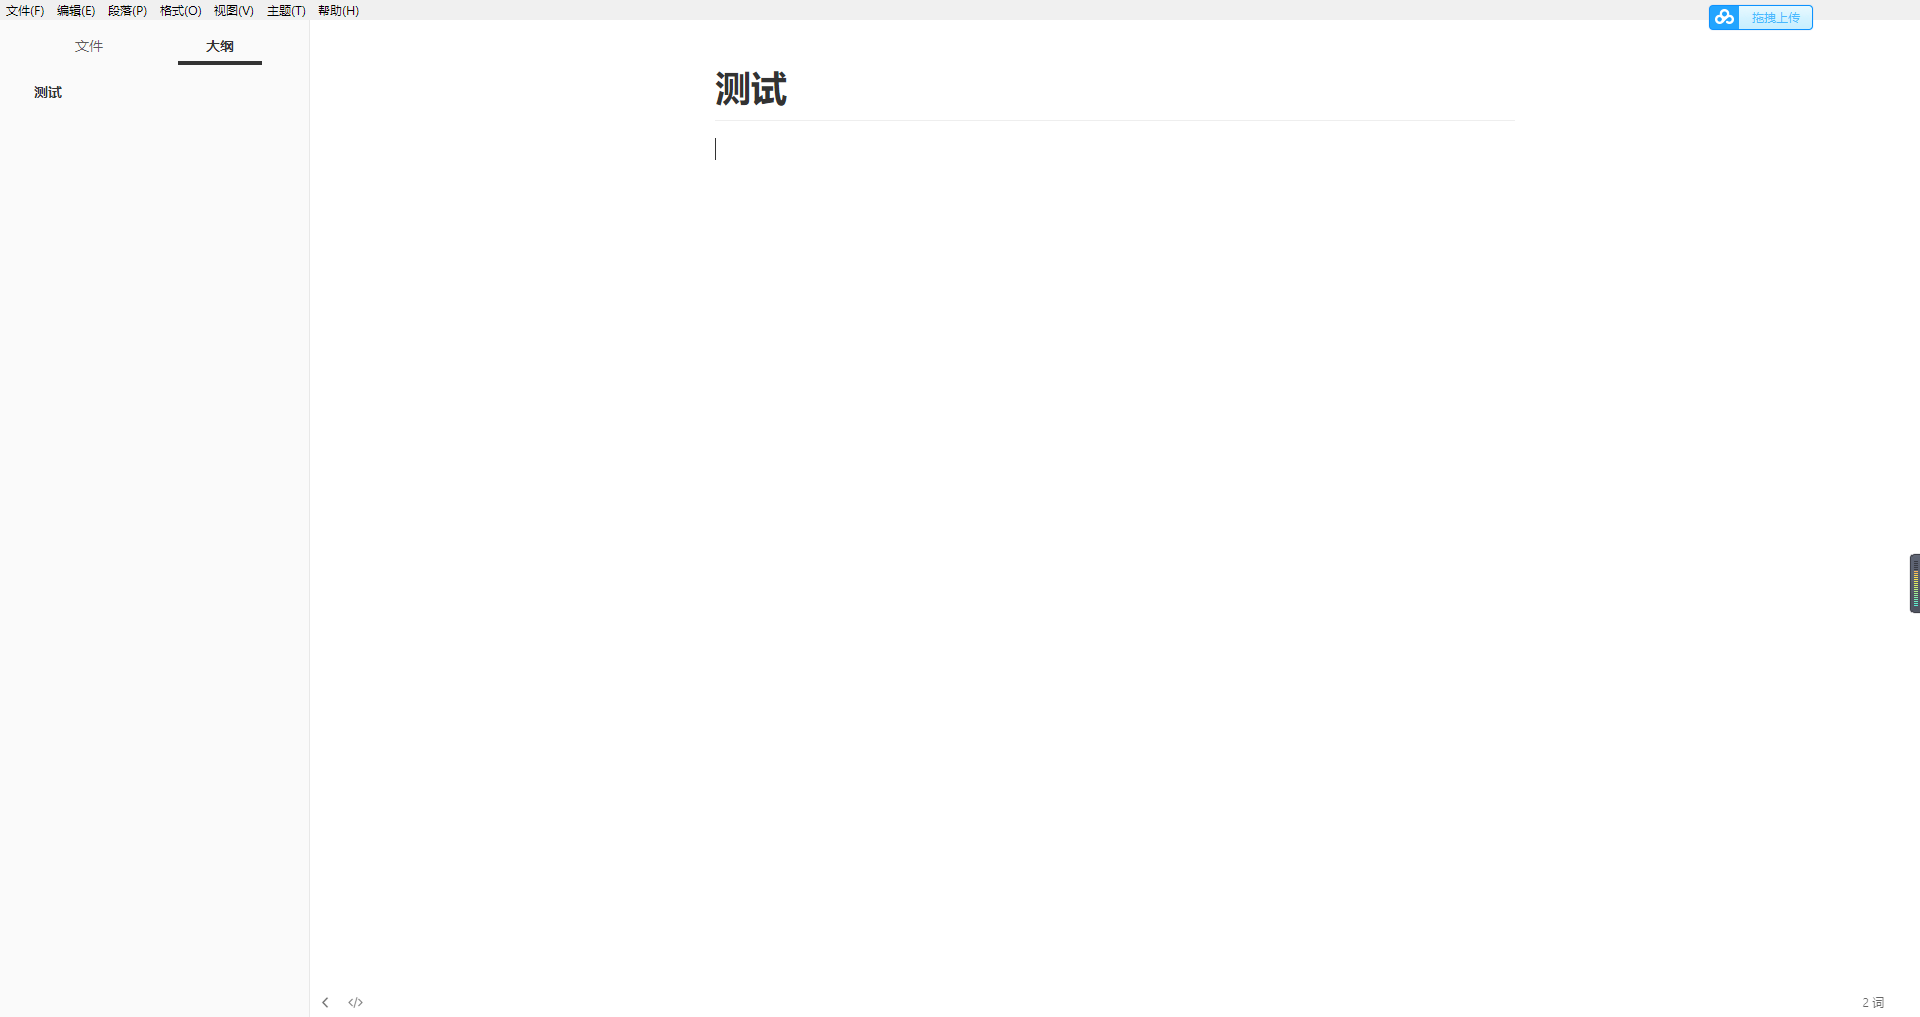 文件(F) 编辑(E) 段落(P) 格式(O) 视图(V) 主题(T) 帮助(H)
拖拽上传
文件 大纲
测试
测试
</>
2 词